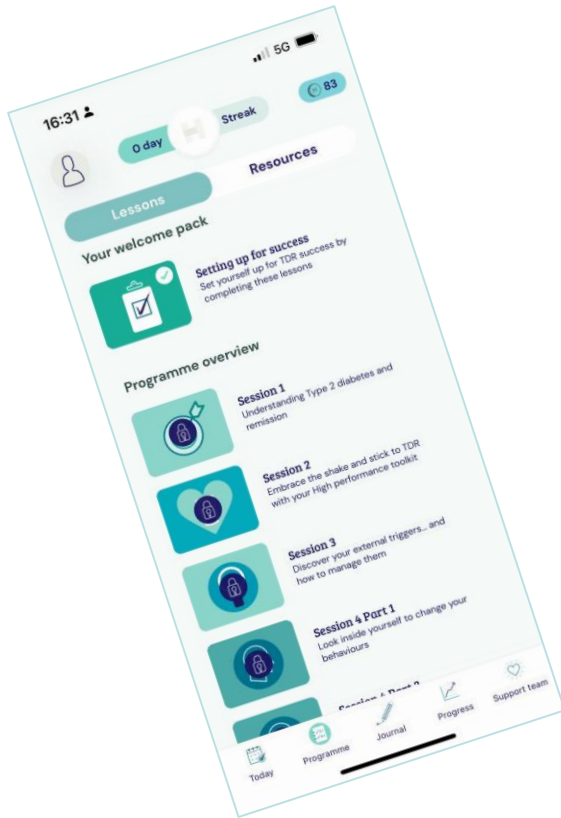 16:31
5G
0 day
Streak
83
Lessons
Resources
Your welcome pack
Setting up for success
Set yourself up for TDR success by
completing these lessons
Programme overview
Session 1
Understanding Type 2 diabetes and
remission
Session 2
Embrace the shake and stick to TDR
with your High performance toolkit
Session 3
Discover your external triggers... and
how to manage them
Session 4 Part 1
Look inside yourself to change your
behaviours
Today
Programme
Journal
Progress
Support team